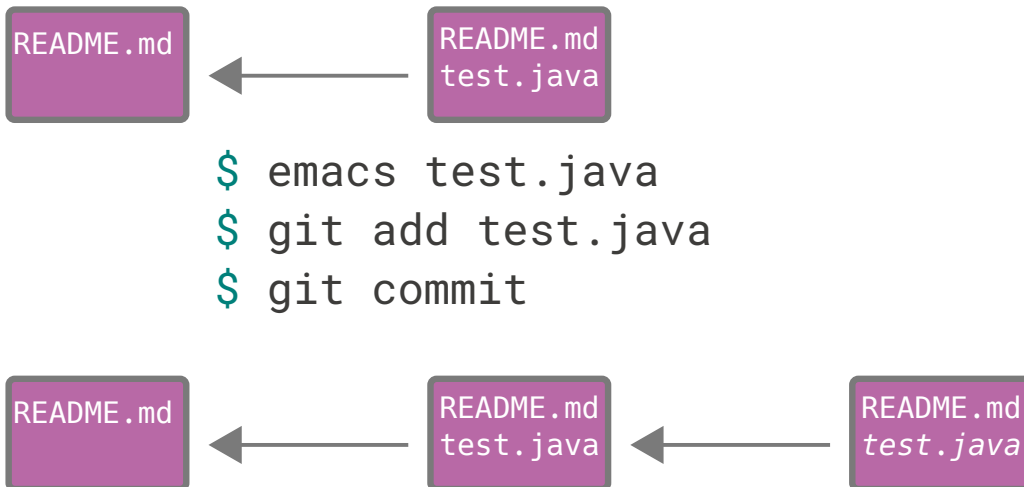 README.md
README.md
test.java
$ emacs test.java
$ git add test.java
$ git commit
README.md
README.md
test.java
README.md
test.java